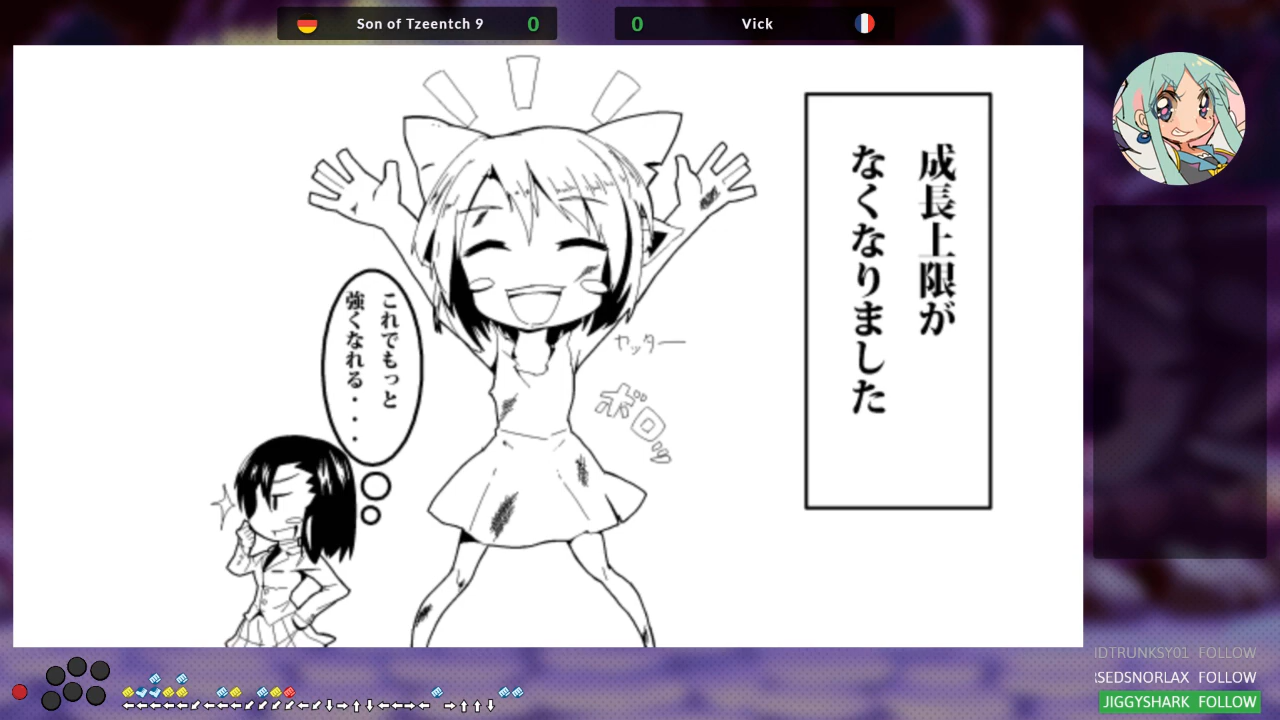 Son of Tzeentch 9 0
0 Vick
成長上限が
なくなりました
これでもっと
強くなれる・・・
ヤッター
ボロッ
IDTRUNKSY01 FOLLOW
SEDSNORLAX FOLLOW
JIGGYSHARK FOLLOW